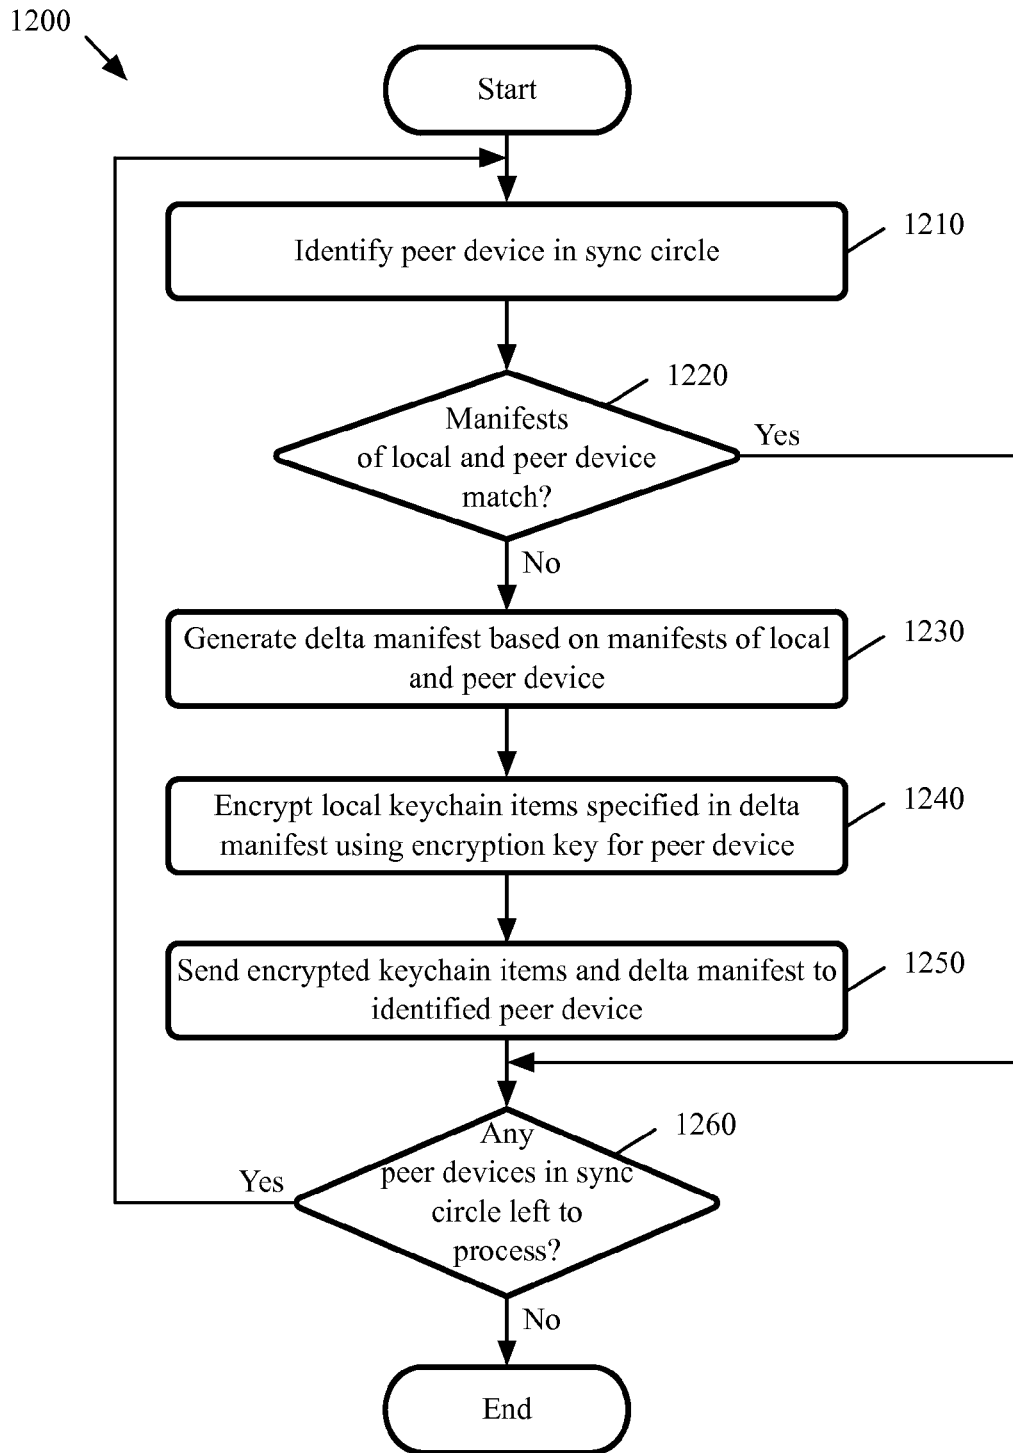 1200
Start
Identify peer device in sync circle
1210
1220
Manifests
of local and peer device
match?
Yes
No
Generate delta manifest based on manifests of local
and peer device
1230
Encrypt local keychain items specified in delta
manifest using encryption key for peer device
1240
Send encrypted keychain items and delta manifest to
identified peer device
1250
1260
Any
peer devices in sync
circle left to
process?
Yes
No
End